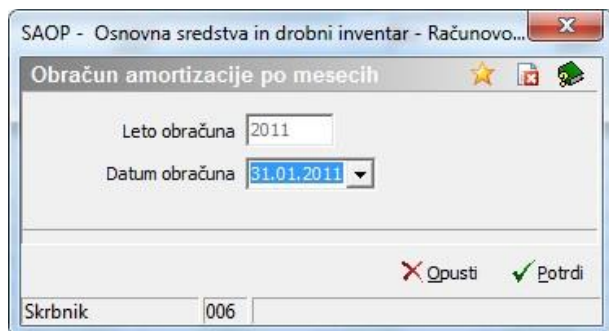 SAOP - Osnovna sredstva in drobni inventar - Računovo...
Obračun amortizacije po mesecih
Leto obračuna 2011
Datum obračuna 31.01.2011
Opusti Potrdi
Skrbnik 006